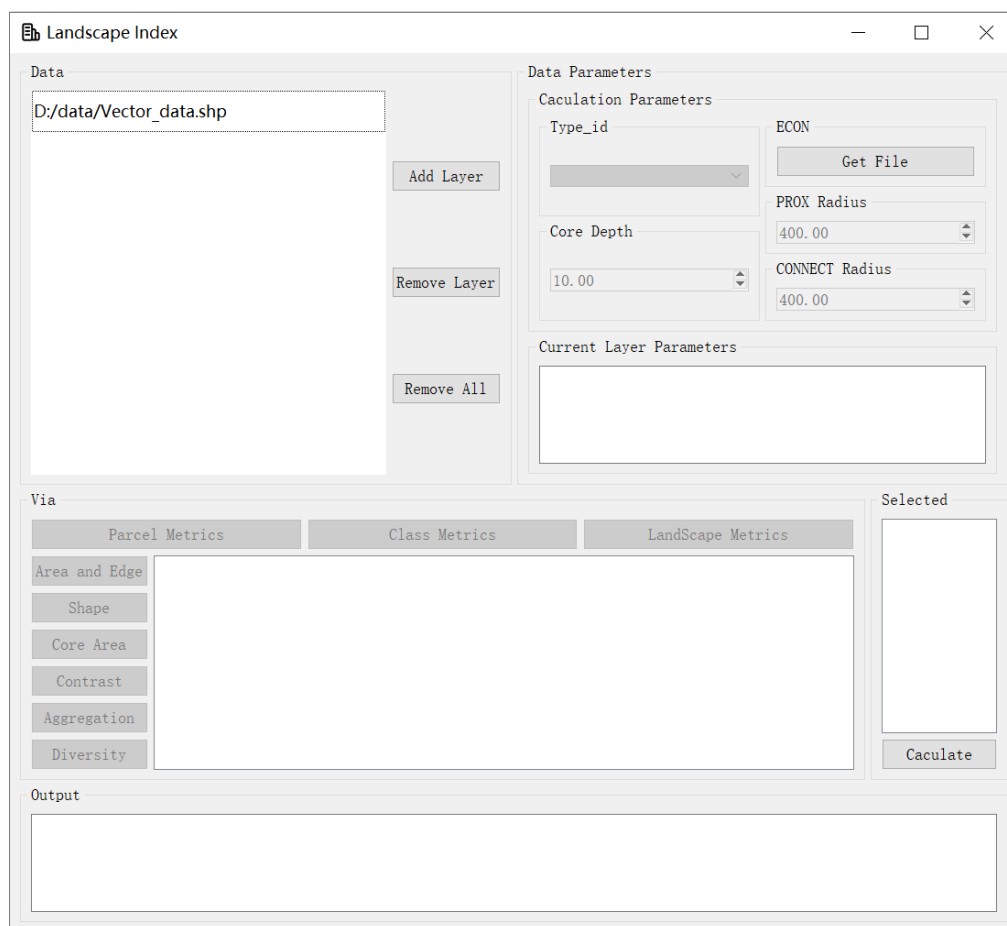 Landscape Index
Data
D:/data/Vector_data.shp
Add Layer
Remove Layer
Remove All
Data Parameters
Caculation Parameters
Type_id
ECON
Get File
PROX Radius
400.00
Core Depth
10.00
CONNECT Radius
400.00
Current Layer Parameters
Via
Parcel Metrics
Class Metrics
LandScape Metrics
Area and Edge
Shape
Core Area
Contrast
Aggregation
Diversity
Selected
Caculate
Output